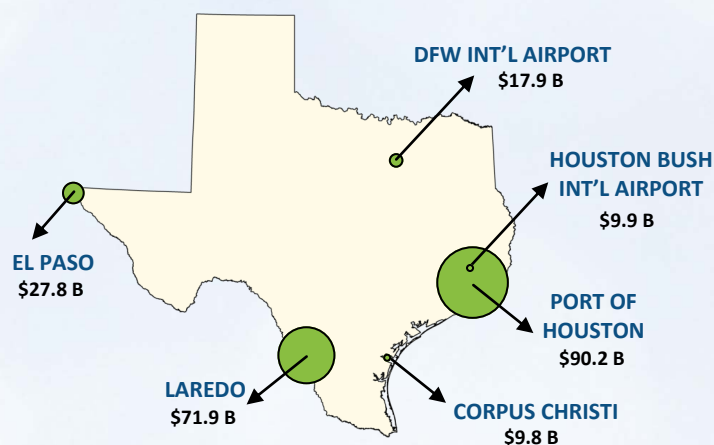 DFW INT'L AIRPORT
$17.9 B
HOUSTON BUSH
INT'L AIRPORT
$9.9 B
EL PASO
$27.8 B
PORT OF
HOUSTON
$90.2 B
LAREDO
$71.9 B
CORPUS CHRISTI
$9.8 B